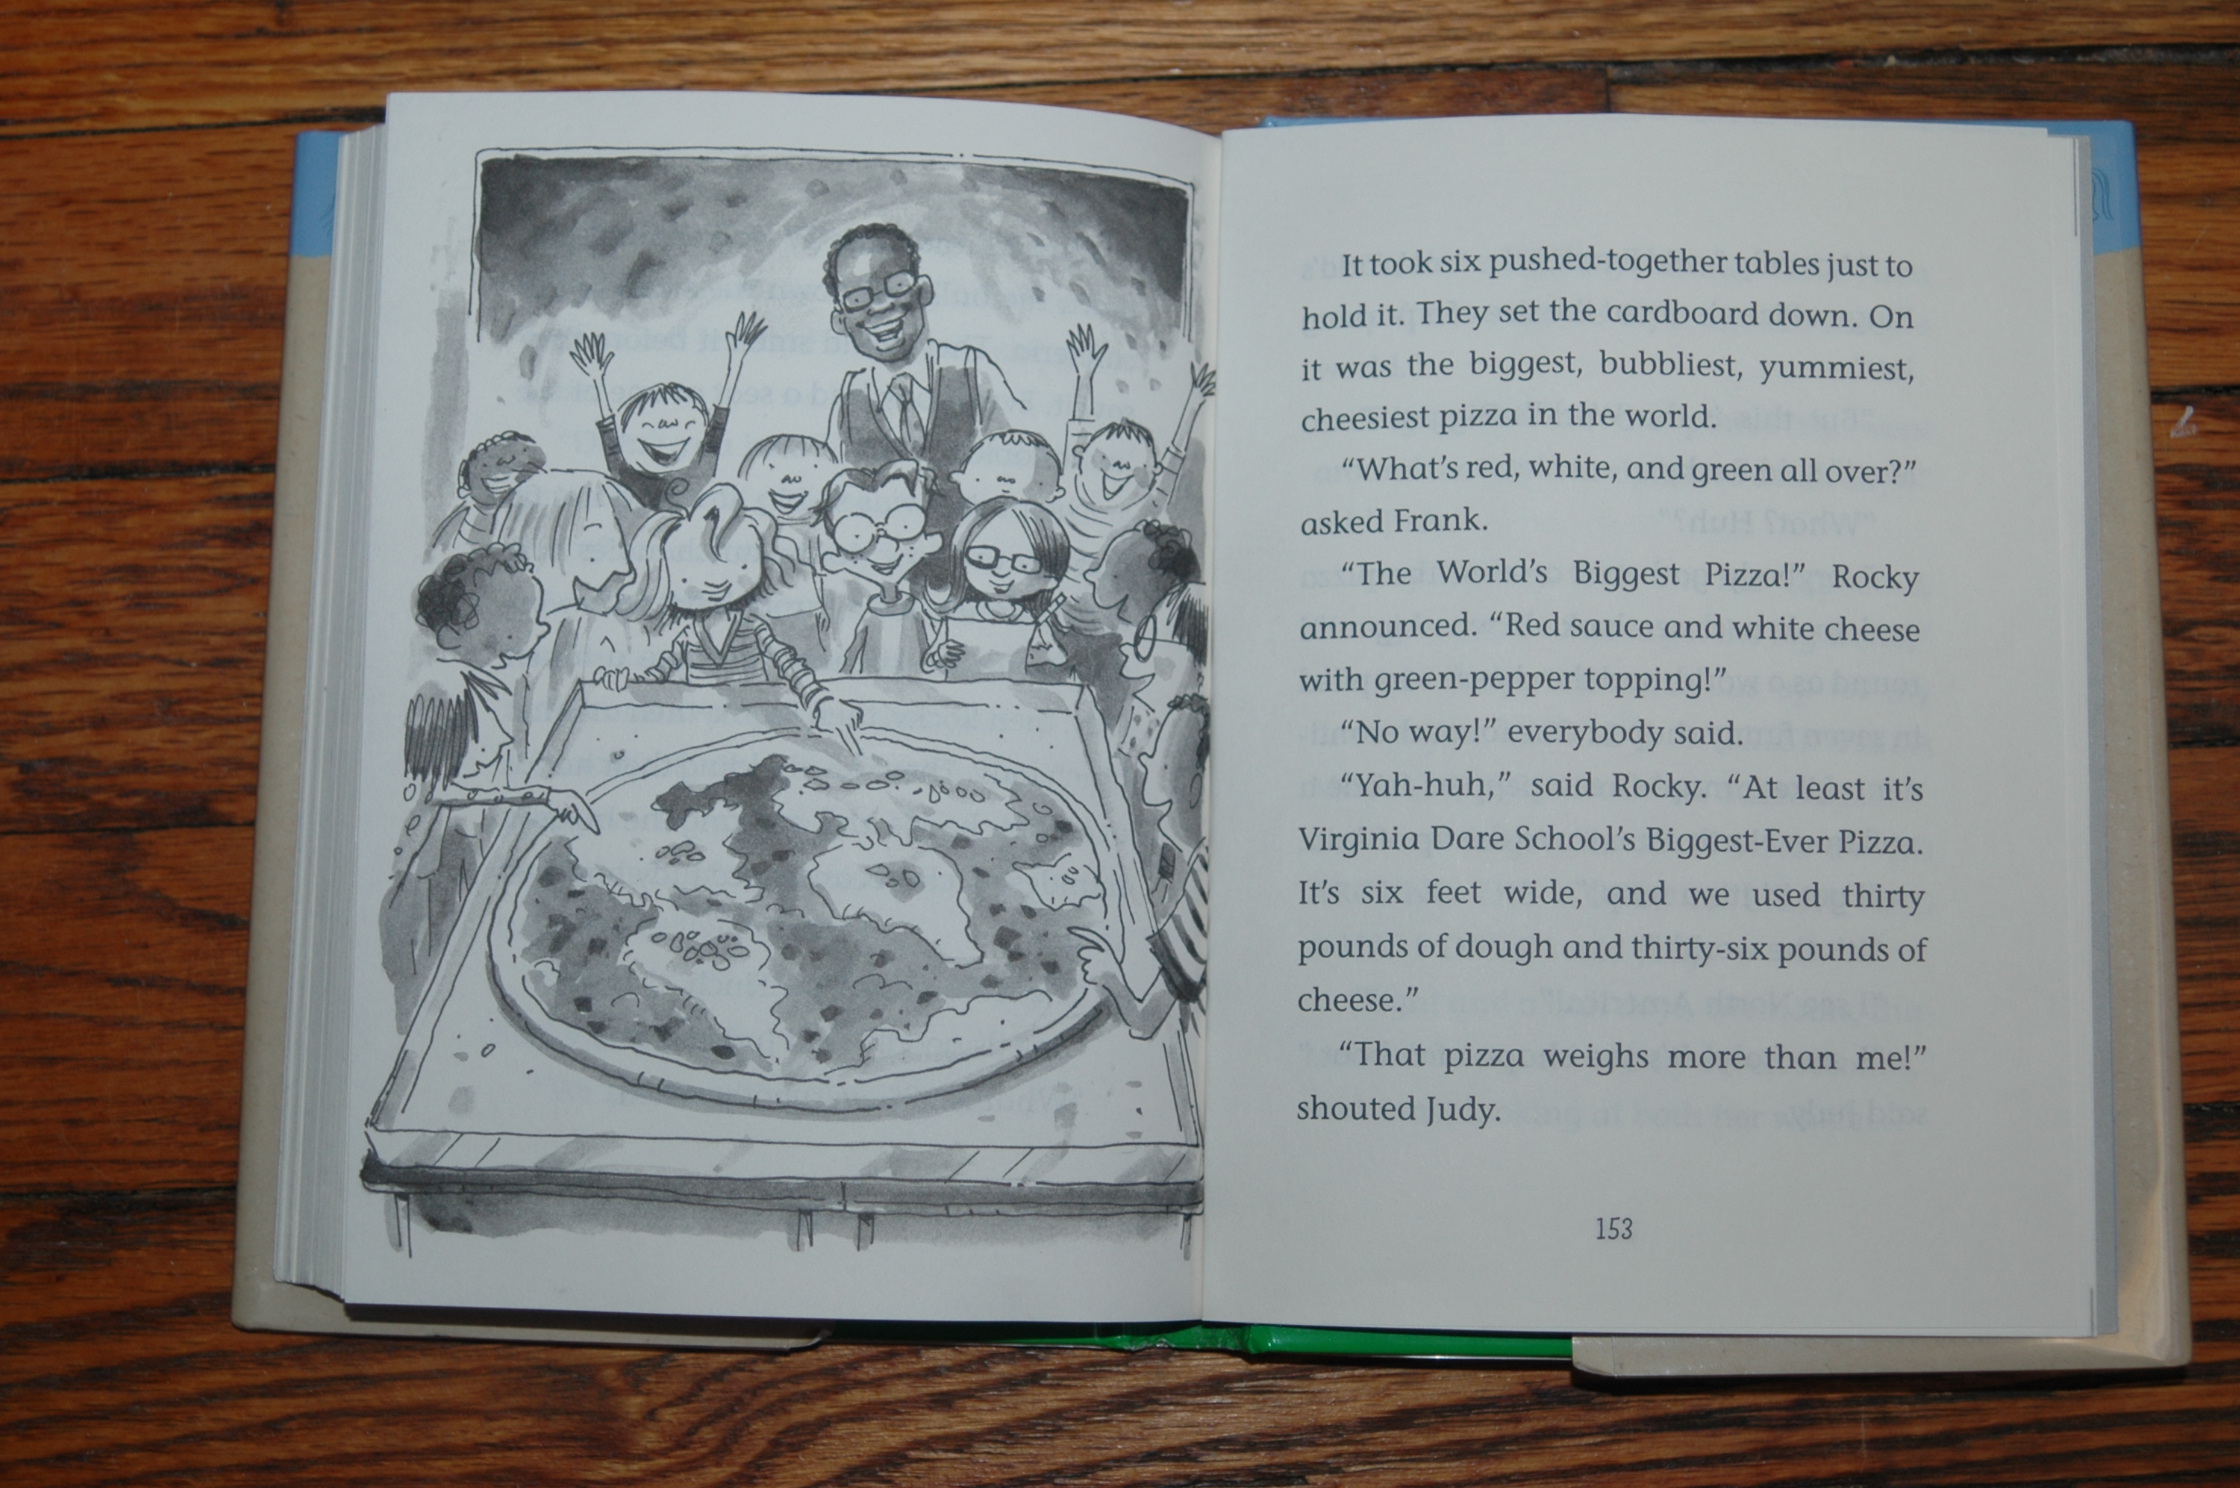 It took six pushed-together tables just to
hold it. They set the cardboard down. On
it was the biggest, bubbliest, yummiest,
cheesiest pizza in the world.
“What’s red, white, and green all over?”
asked Frank.
“The World’s Biggest Pizza!” Rocky
announced. “Red sauce and white cheese
with green-pepper topping!”
“No way!” everybody said.
“Yah-huh,” said Rocky. “At least it’s
Virginia Dare School’s Biggest-Ever Pizza.
It’s six feet wide, and we used thirty
pounds of dough and thirty-six pounds of
cheese.”
“That pizza weighs more than me!”
shouted Judy.
153